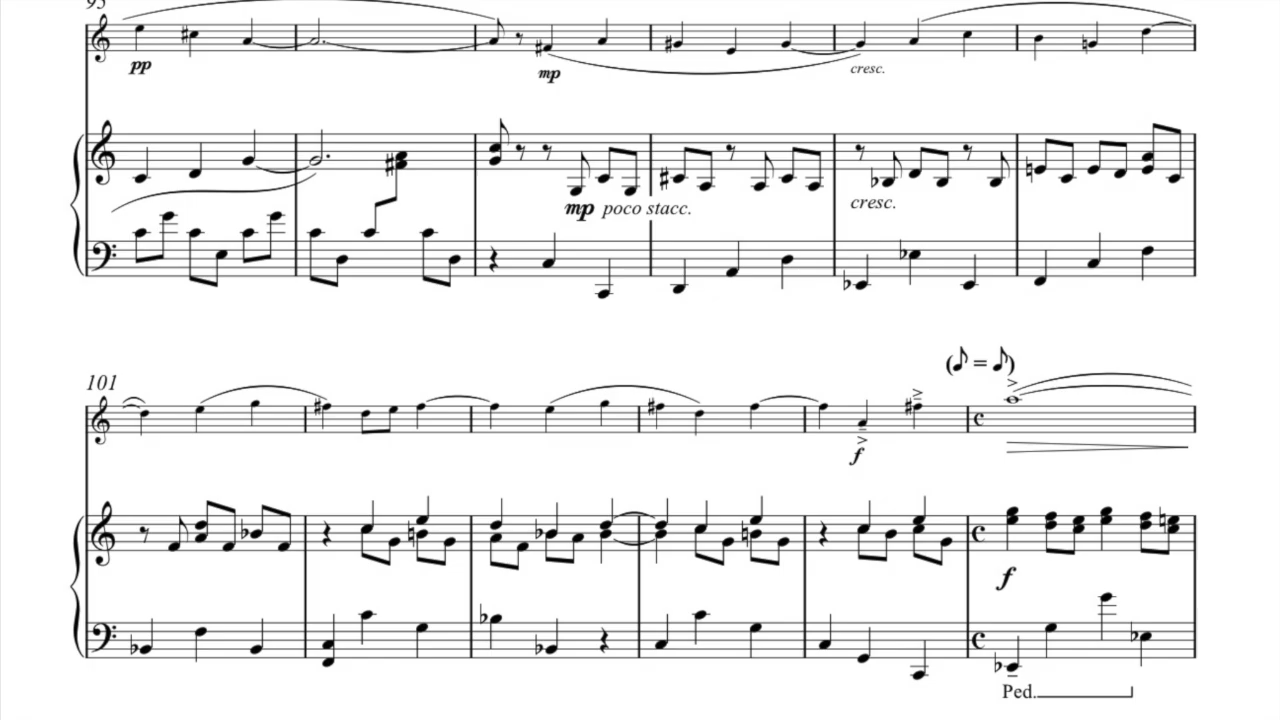 95
pp
mp
cresc.
mp poco stacc.
cresc.
101
(♪ = ♪)
f
f
Ped.